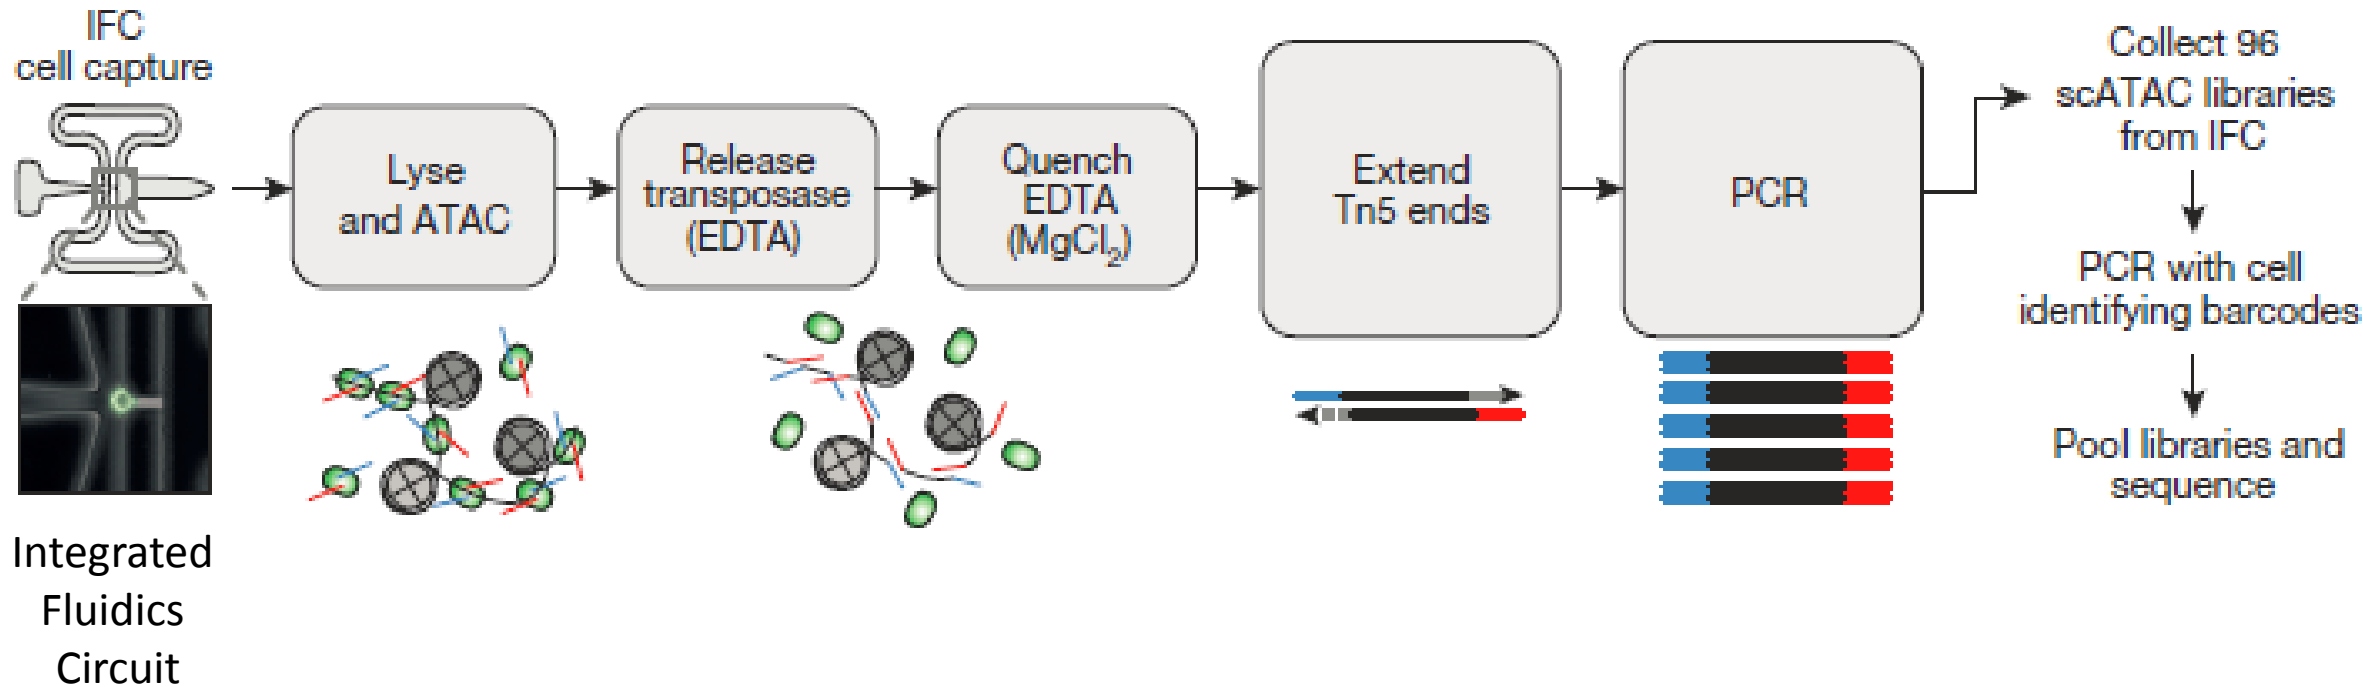 IFC
cell capture
Lyse
and ATAC
Release
transposase
(EDTA)
Quench
EDTA
(MgCl₂)
Extend
Tn5 ends
PCR
Collect 96
scATAC libraries
from IFC
PCR with cell
identifying barcodes
Pool libraries and
sequence
Integrated
Fluidics
Circuit